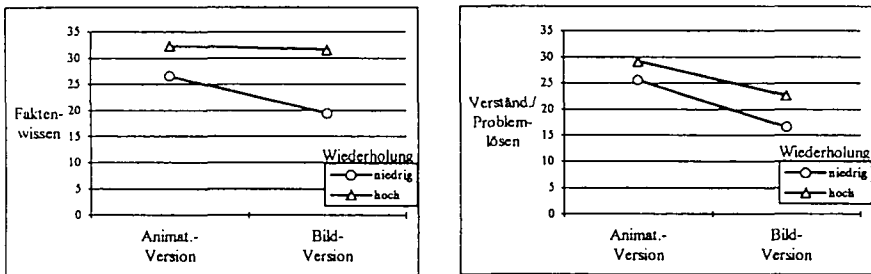 35
30
25
20
15
10
5
0
Fakten-
wissen
Wiederholung
niedrig
hoch
Animat.-
Version
Bild-
Version
35
30
25
20
15
10
5
0
Verständ./
Problem-
lösen
Wiederholung
niedrig
hoch
Animat.-
Version
Bild-
Version